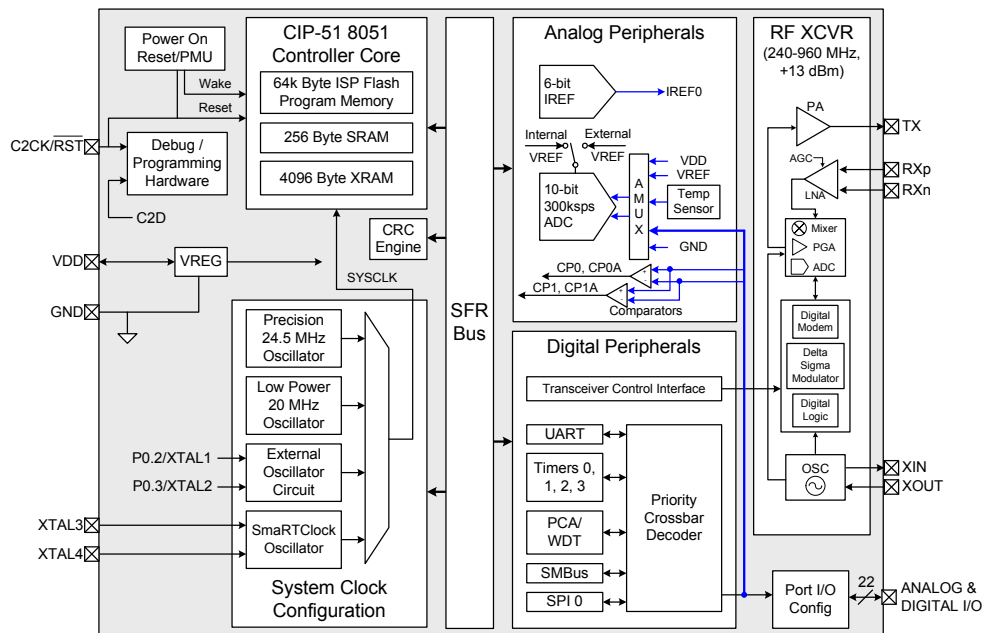 Power On
Reset/PMU
Wake
Reset
C2CK/RST
Debug /
Programming
Hardware
C2D
VDD
VREG
GND
CIP-51 8051
Controller Core
64k Byte ISP Flash
Program Memory
256 Byte SRAM
4096 Byte XRAM
CRC
Engine
SYSCLK
Precision
24.5 MHz
Oscillator
Low Power
20 MHz
Oscillator
P0.2/XTAL1
P0.3/XTAL2
External
Oscillator
Circuit
XTAL3
XTAL4
SmaRTClock
Oscillator
System Clock
Configuration
SFR
Bus
Analog Peripherals
6-bit
IREF
IREF0
Internal
VREF
External
VREF
10-bit
300ksps
ADC
A
M
U
X
VDD
VREF
Temp
Sensor
GND
CP0, CP0A
+
-
CP1, CP1A
+
-
Comparators
Digital Peripherals
Transceiver Control Interface
UART
Timers 0,
1, 2, 3
PCA/
WDT
SMBus
SPI 0
Priority
Crossbar
Decoder
RF XCVR
(240-960 MHz,
+13 dBm)
PA
TX
AGC
LNA
RXp
RXn
Mixer
PGA
ADC
Digital
Modem
Delta
Sigma
Modulator
Digital
Logic
OSC
XIN
XOUT
Port I/O
Config
22
ANALOG &
DIGITAL I/O